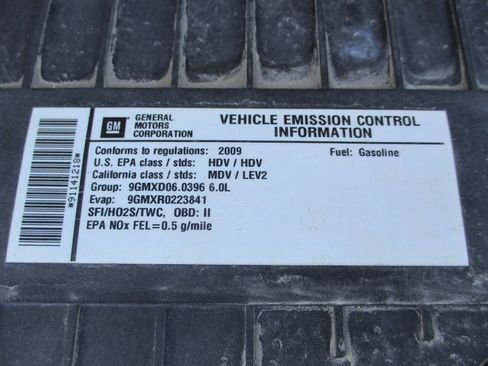 GM
GENERAL
MOTORS
CORPORATION
VEHICLE EMISSION CONTROL
INFORMATION
Conforms to regulations: 2009 Fuel: Gasoline
U.S. EPA class / stds: HDV / HDV
California class / stds: MDV / LEV2
Group: 9GMXD06.0396 6.0L
Evap: 9GMXR0223841
SFI/HO2S/TWC, OBD: II
EPA NOx FEL=0.5 g/mile
*91141218*